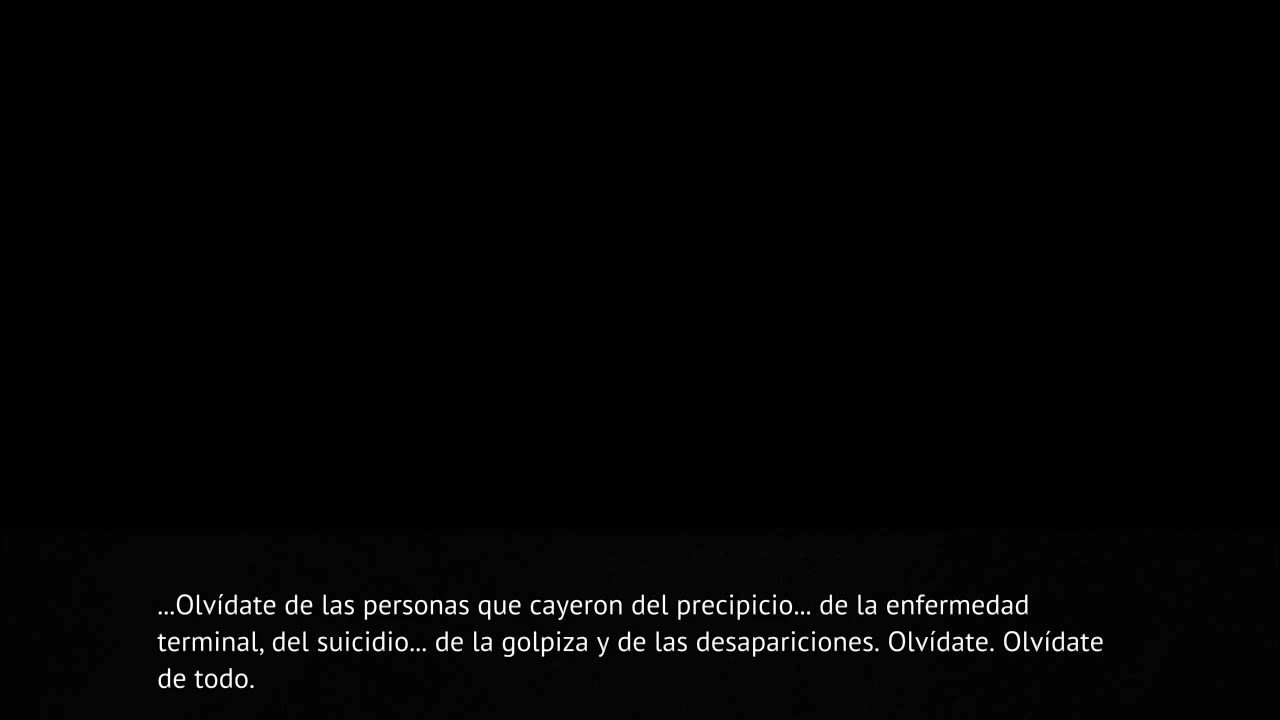 ...Olvídate de las personas que cayeron del precipicio... de la enfermedad
terminal, del suicidio... de la golpiza y de las desapariciones. Olvídate. Olvídate
de todo.